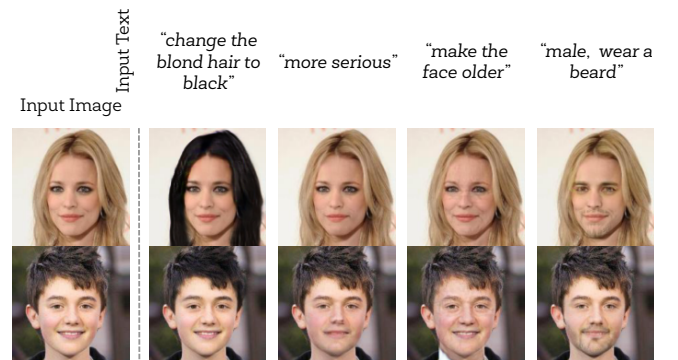 Input Image
Input Text
“change the
blond hair to
black”
“more serious”
“make the
face older”
“male,  wear a
beard”